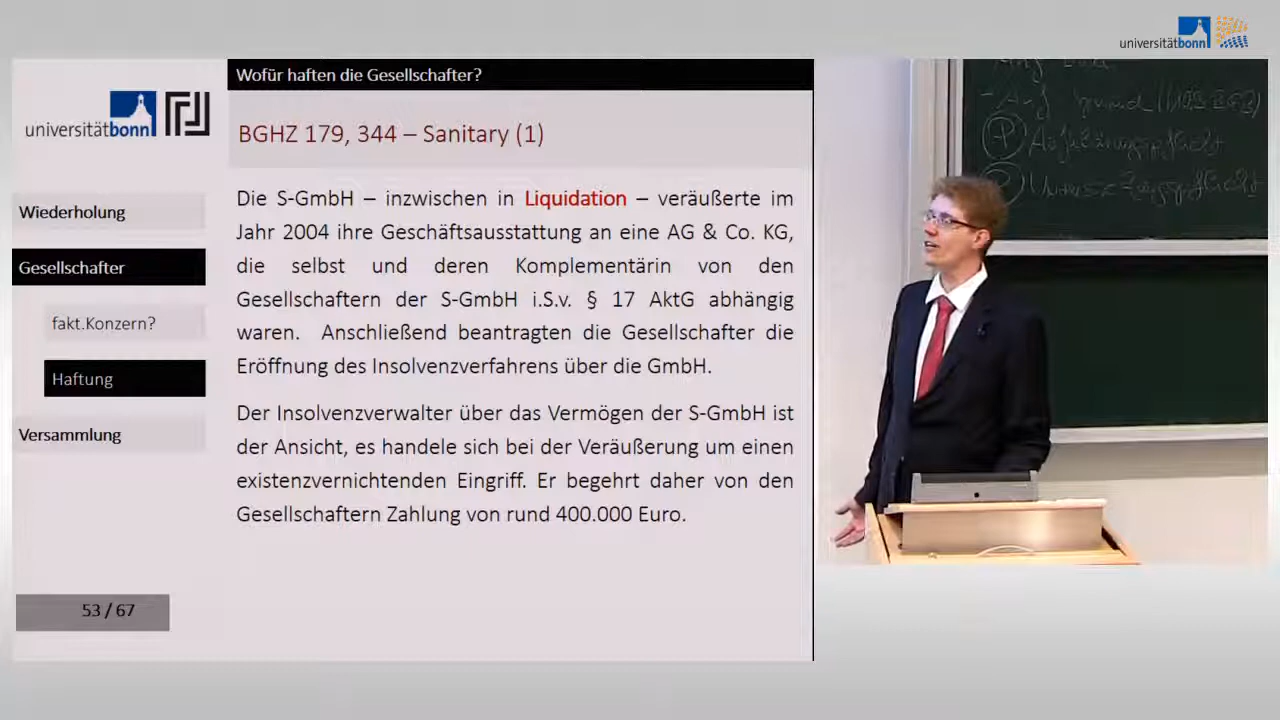 universitätbonn
Wofür haften die Gesellschafter?
universitätbonn
BGHZ 179, 344 – Sanitary (1)
Wiederholung
Gesellschafter
fakt.Konzern?
Haftung
Versammlung
53 / 67
Die S-GmbH – inzwischen in Liquidation – veräußerte im
Jahr 2004 ihre Geschäftsausstattung an eine AG & Co. KG,
die selbst und deren Komplementärin von den
Gesellschaftern der S-GmbH i.S.v. § 17 AktG abhängig
waren. Anschließend beantragten die Gesellschafter die
Eröffnung des Insolvenzverfahrens über die GmbH.
Der Insolvenzverwalter über das Vermögen der S-GmbH ist
der Ansicht, es handele sich bei der Veräußerung um einen
existenzvernichtenden Eingriff. Er begehrt daher von den
Gesellschaftern Zahlung von rund 400.000 Euro.